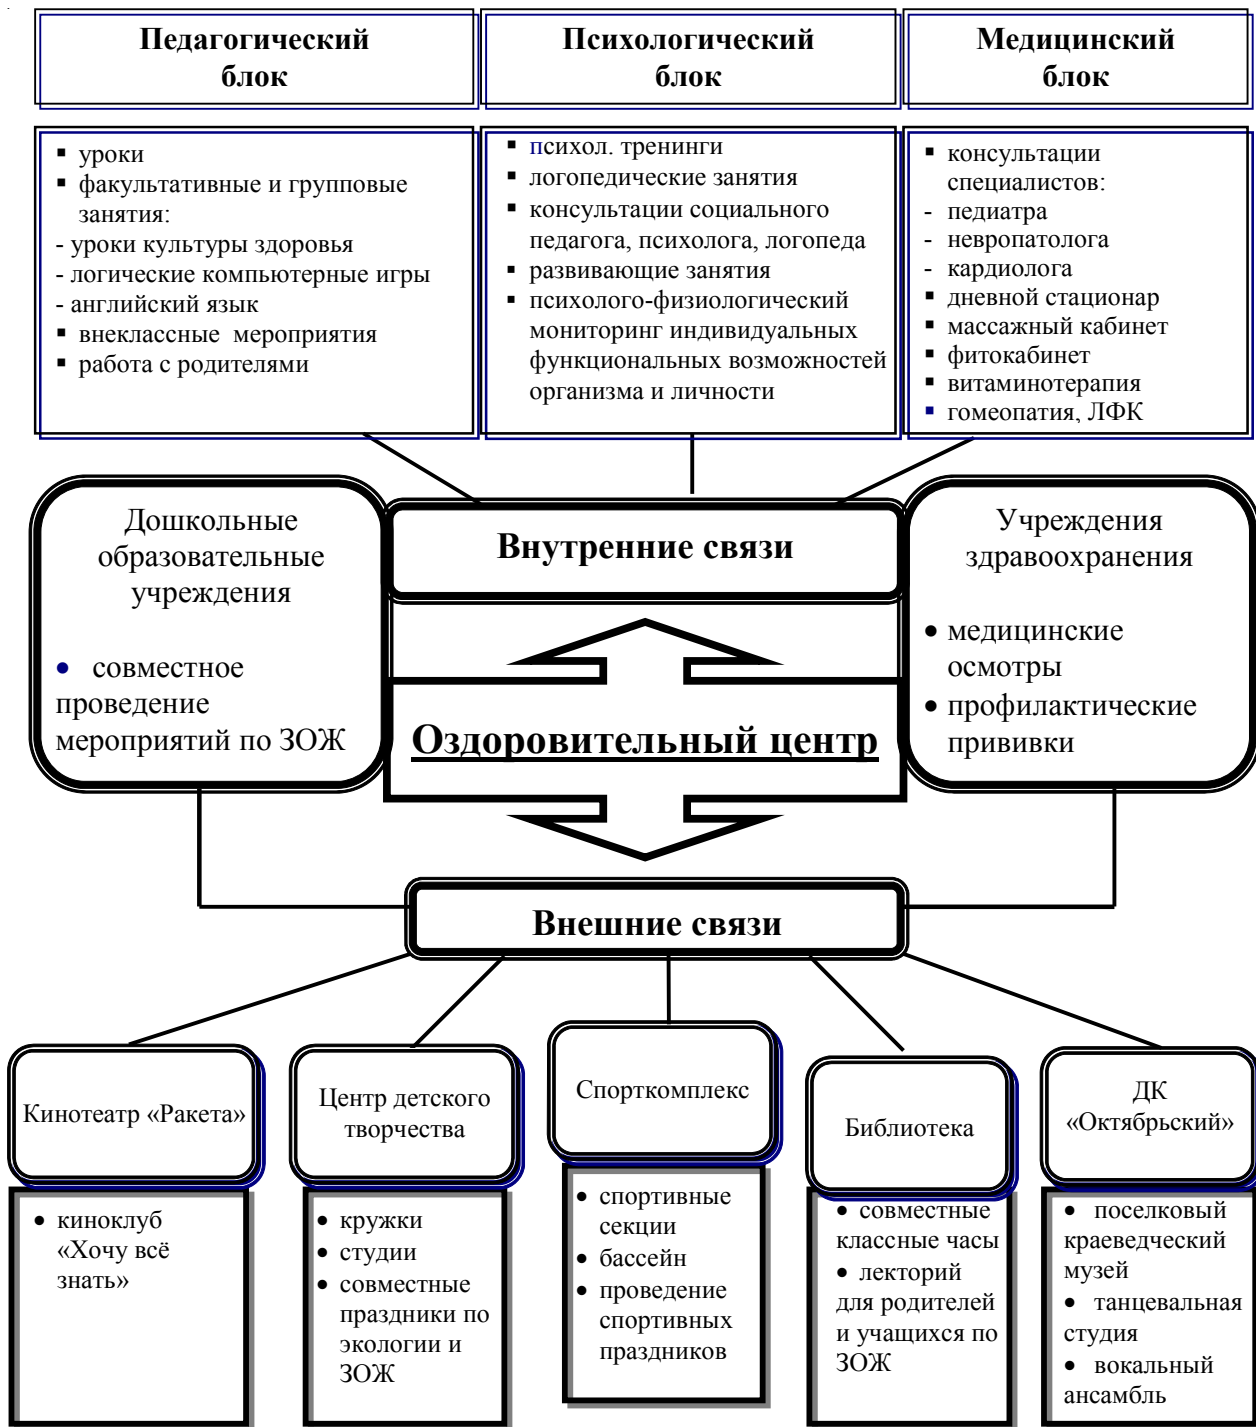 Педагогический
блок
Психологический
блок
Медицинский
блок
▪ уроки
▪ факультативные и групповые
занятия:
- уроки культуры здоровья
- логические компьютерные игры
- английский язык
▪ внеклассные мероприятия
▪ работа с родителями
▪ психол. тренинги
▪ логопедические занятия
▪ консультации социального
педагога, психолога, логопеда
▪ развивающие занятия
▪ психолого-физиологический
мониторинг индивидуальных
функциональных возможностей
организма и личности
▪ консультации
специалистов:
- педиатра
- невропатолога
- кардиолога
▪ дневной стационар
▪ массажный кабинет
▪ фитокабинет
▪ витаминотерапия
▪ гомеопатия, ЛФК
Дошкольные
образовательные
учреждения
• совместное
проведение
мероприятий по ЗОЖ
Внутренние связи
Учреждения
здравоохранения
• медицинские
осмотры
• профилактические
прививки
Оздоровительный центр
Внешние связи
Кинотеатр «Ракета»
• киноклуб
«Хочу всё
знать»
Центр детского
творчества
• кружки
• студии
• совместные
праздники по
экологии и
ЗОЖ
Спорткомплекс
• спортивные
секции
• бассейн
• проведение
спортивных
праздников
Библиотека
• совместные
классные часы
• лекторий
для родителей
и учащихся по
ЗОЖ
ДК
«Октябрьский»
• поселковый
краеведческий
музей
• танцевальная
студия
• вокальный
ансамбль